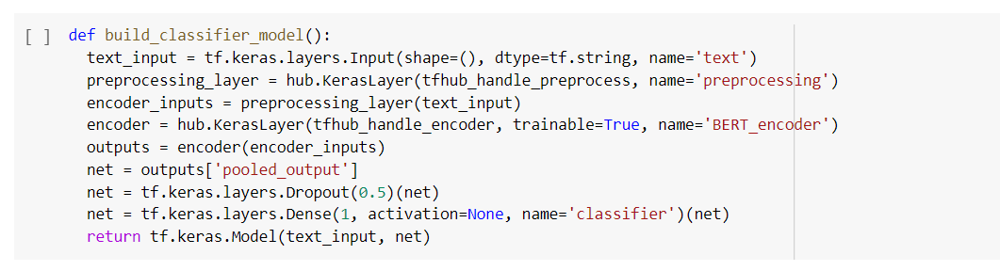 [ ] def build_classifier_model():
  text_input = tf.keras.layers.Input(shape=(), dtype=tf.string, name='text')
  preprocessing_layer = hub.KerasLayer(tfhub_handle_preprocess, name='preprocessing')
  encoder_inputs = preprocessing_layer(text_input)
  encoder = hub.KerasLayer(tfhub_handle_encoder, trainable=True, name='BERT_encoder')
  outputs = encoder(encoder_inputs)
  net = outputs['pooled_output']
  net = tf.keras.layers.Dropout(0.5)(net)
  net = tf.keras.layers.Dense(1, activation=None, name='classifier')(net)
  return tf.keras.Model(text_input, net)